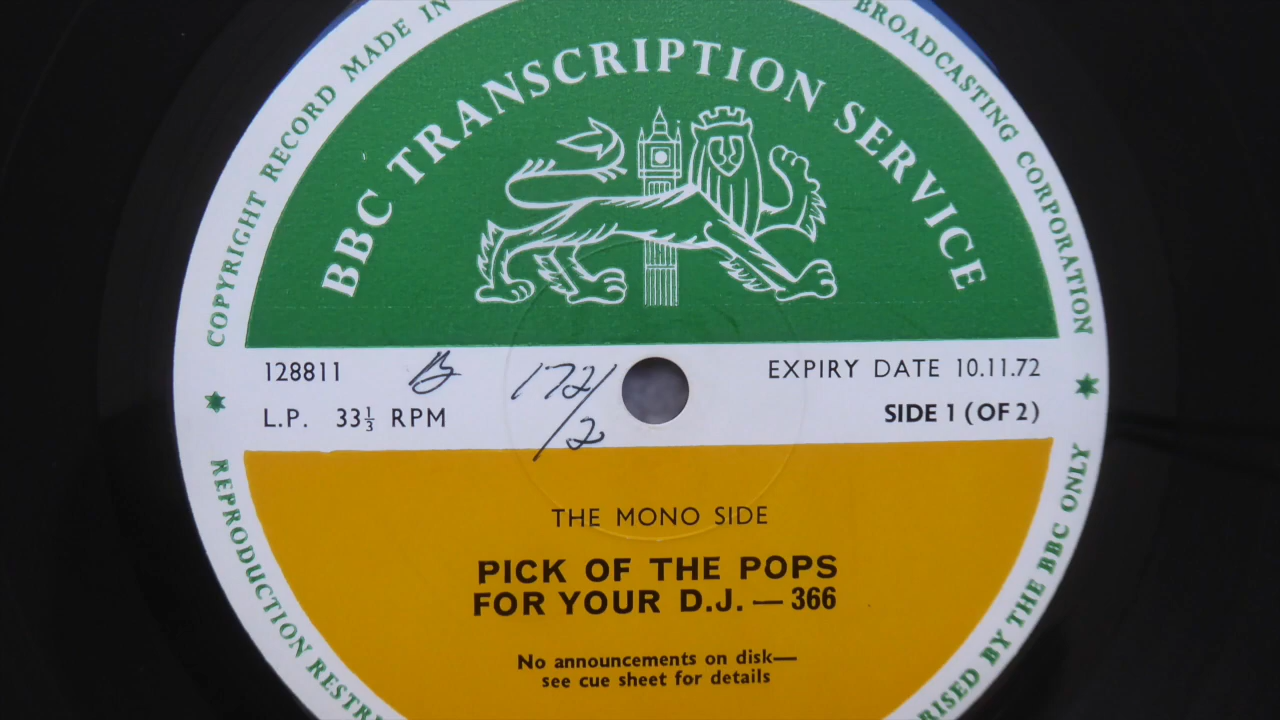 COPYRIGHT RECORD MADE IN
BROADCASTING CORPORATION
BBC TRANSCRIPTION SERVICE
128811
EXPIRY DATE 10.11.72
L.P. 33⅓ RPM
1721/2
SIDE 1 (OF 2)
THE MONO SIDE
PICK OF THE POPS
FOR YOUR D.J. — 366
No announcements on disk—
see cue sheet for details
REPRODUCTION RESTR
RISED BY THE BBC ONLY